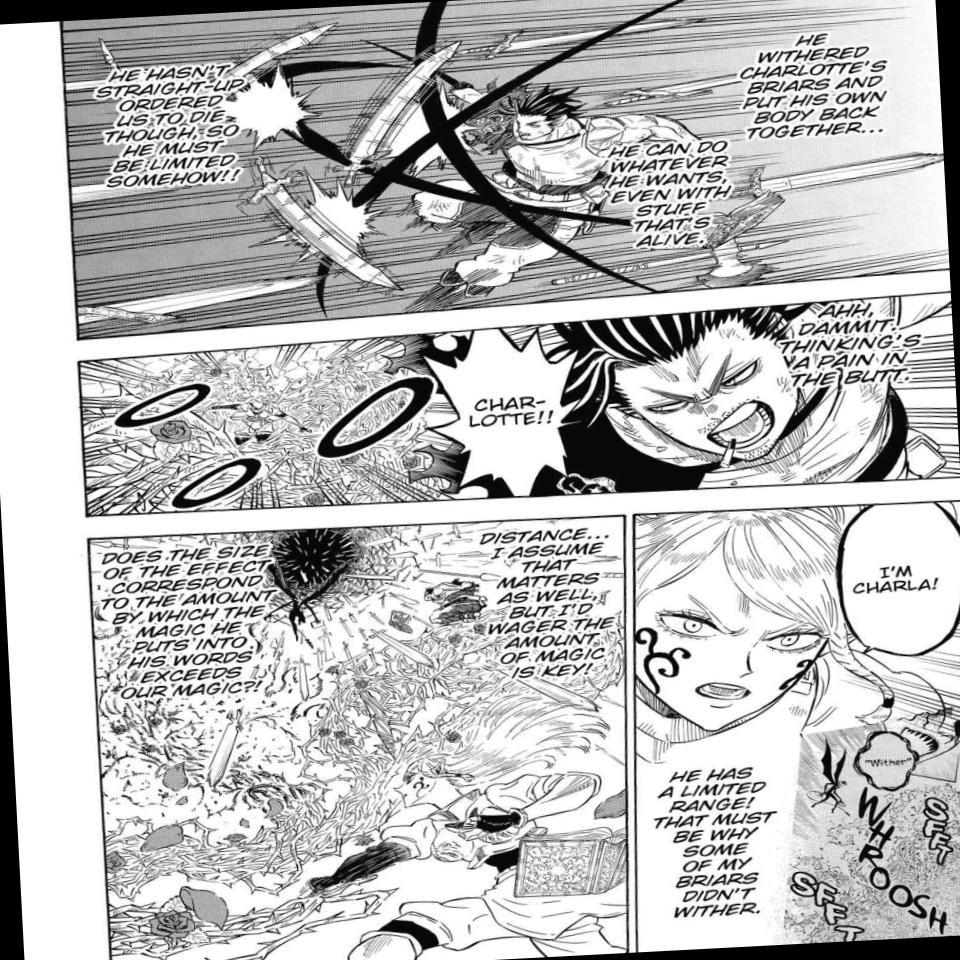 HE
WITHERED
CHARLOTTE'S
BRIARS AND
PUT HIS OWN
BODY BACK
TOGETHER...
HE CAN DO
WHATEVER
HE WANTS,
EVEN WITH
STUFF
THAT'S
ALIVE.
HE HASN'T
STRAIGHT-UP
ORDERED
US TO DIE,
THOUGH, SO
HE MUST
BE LIMITED
SOMEHOW!!
AHH,
DAMMIT.
THINKING'S
A PAIN IN
THE BUTT.
CHAR-
LOTTE!!
I'M
CHARLA!
"Wither"
WHROOSH
SFFT
SFFT
HE HAS
A LIMITED
RANGE!
THAT MUST
BE WHY
SOME
OF MY
BRIARS
DIDN'T
WITHER.
DISTANCE...
I ASSUME
THAT
MATTERS
AS WELL,
BUT I'D
WAGER THE
AMOUNT
OF MAGIC
IS KEY!
DOES THE SIZE
OF THE EFFECT
CORRESPOND
TO THE AMOUNT
BY WHICH THE
MAGIC HE
PUTS INTO
HIS WORDS
EXCEEDS
OUR MAGIC?!